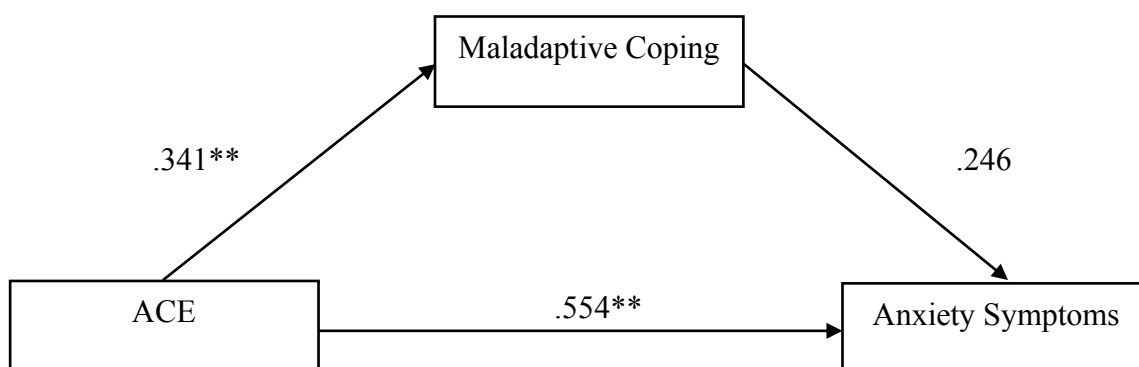 Maladaptive Coping
.341**
.246
ACE
.554**
Anxiety Symptoms